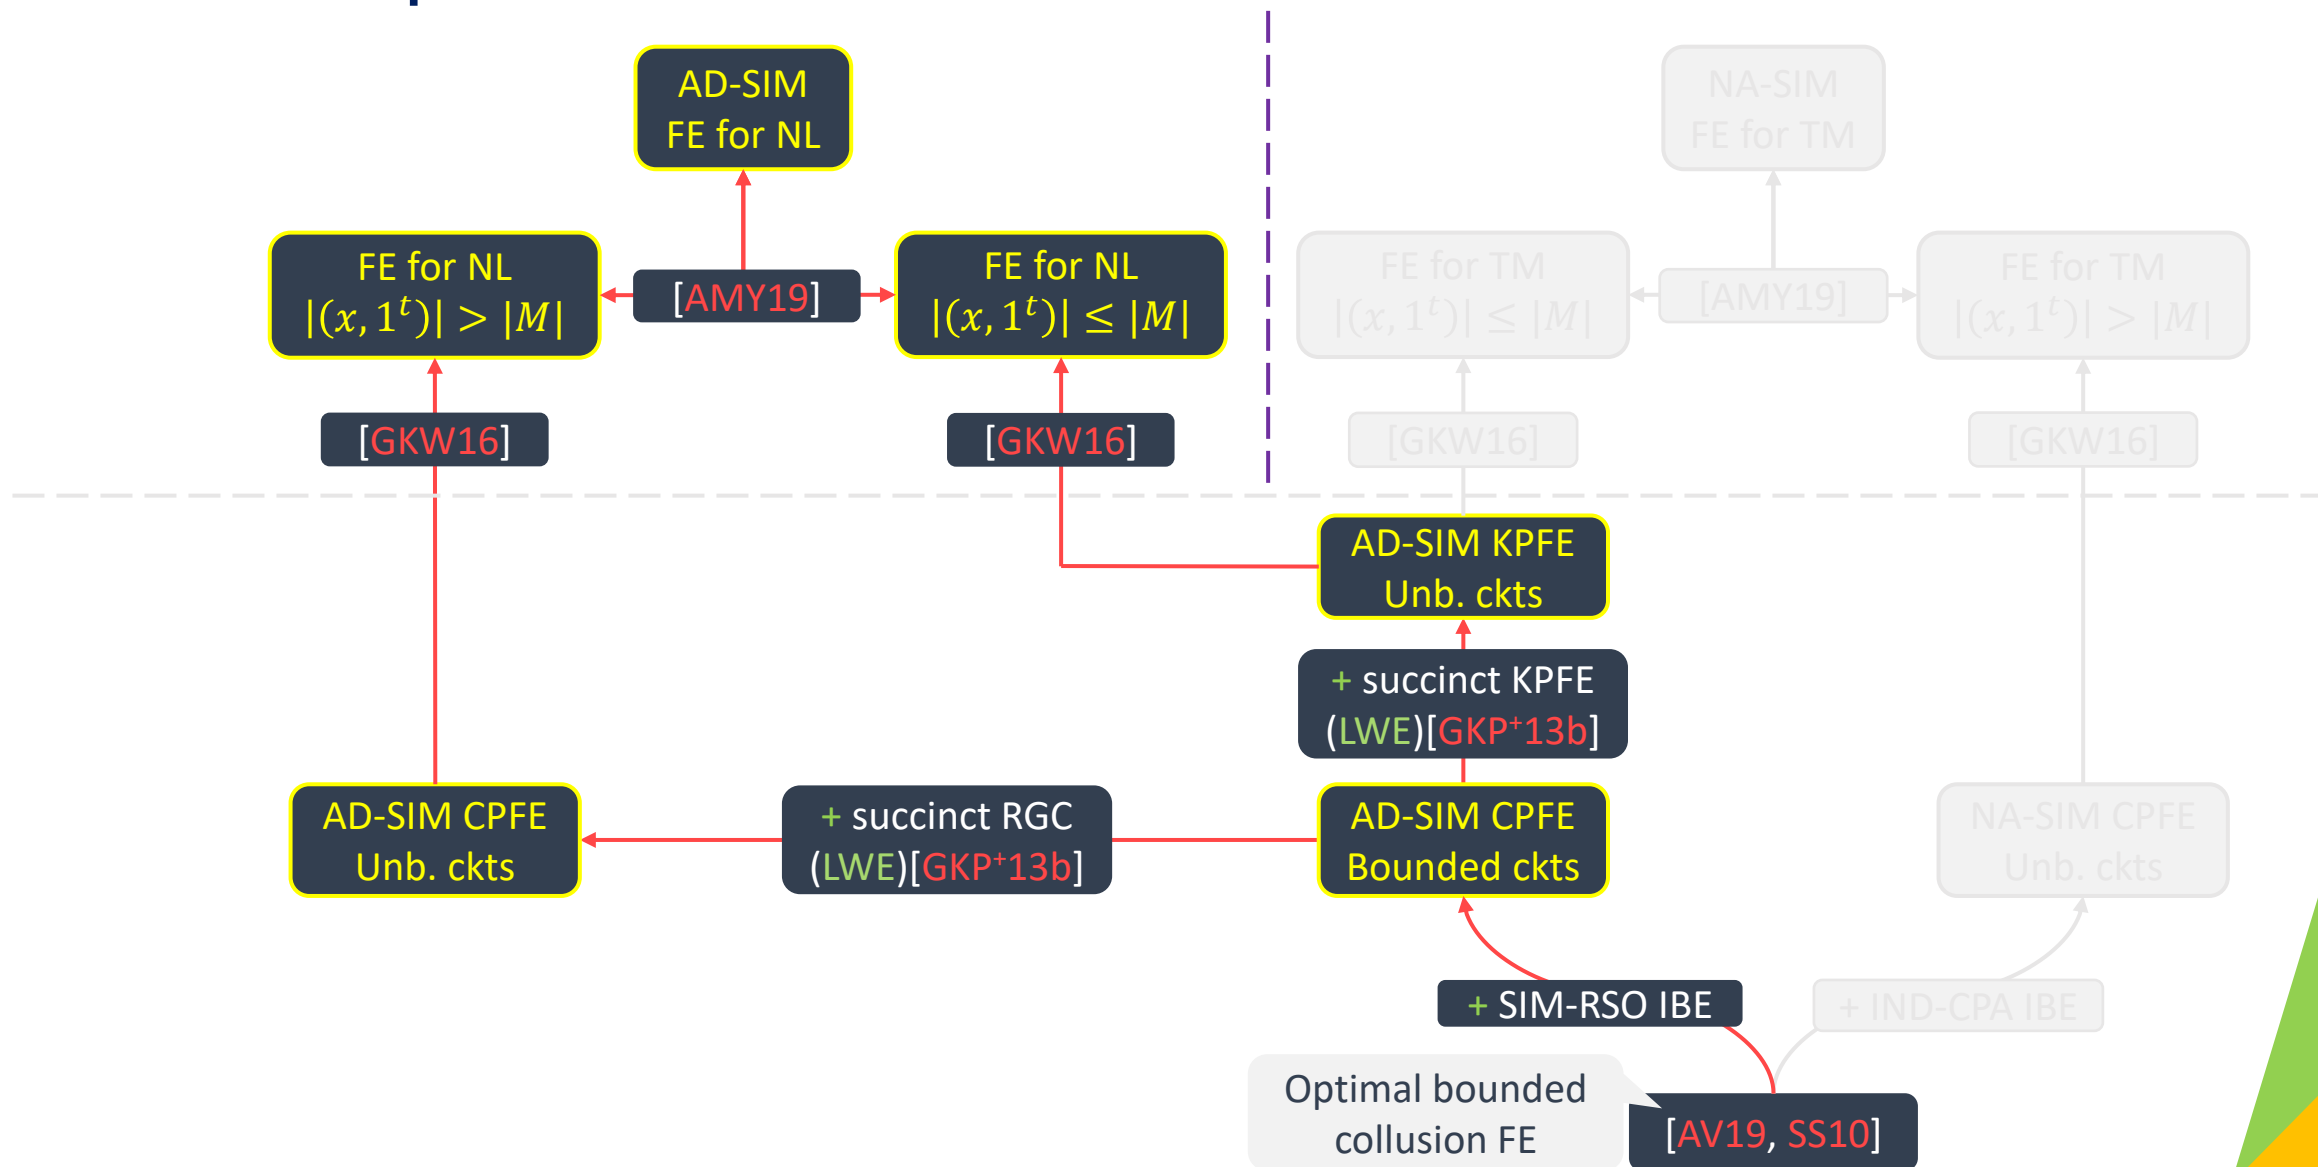 AD-SIM
FE for NL
NA-SIM
FE for TM
FE for NL
|(x, 1^t)| > |M|
[AMY19]
FE for NL
|(x, 1^t)| ≤ |M|
FE for TM
|(x, 1^t)| ≤ |M|
[AMY19]
FE for TM
|(x, 1^t)| > |M|
[GKW16]
[GKW16]
[GKW16]
[GKW16]
AD-SIM KPFE
Unb. ckts
+ succinct KPFE
(LWE)[GKP⁺13b]
AD-SIM CPFE
Unb. ckts
+ succinct RGC
(LWE)[GKP⁺13b]
AD-SIM CPFE
Bounded ckts
NA-SIM CPFE
Unb. ckts
+ SIM-RSO IBE
+ IND-CPA IBE
Optimal bounded
collusion FE
[AV19, SS10]